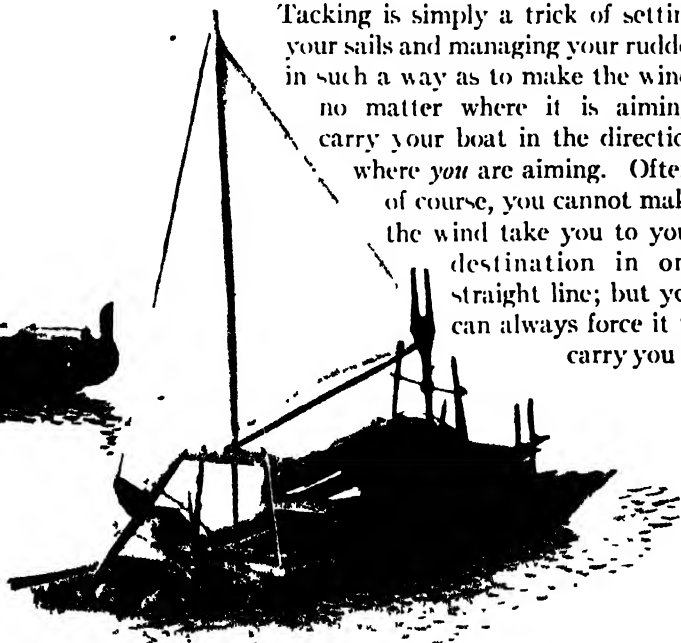 Tacking is simply a trick of settin
your sails and managing your rudde
in such a way as to make the wind
no matter where it is aimin
carry your boat in the directio
where you are aiming. Ofte
of course, you cannot mak
the wind take you to you
destination in on
straight line; but yo
can always force it
carry you